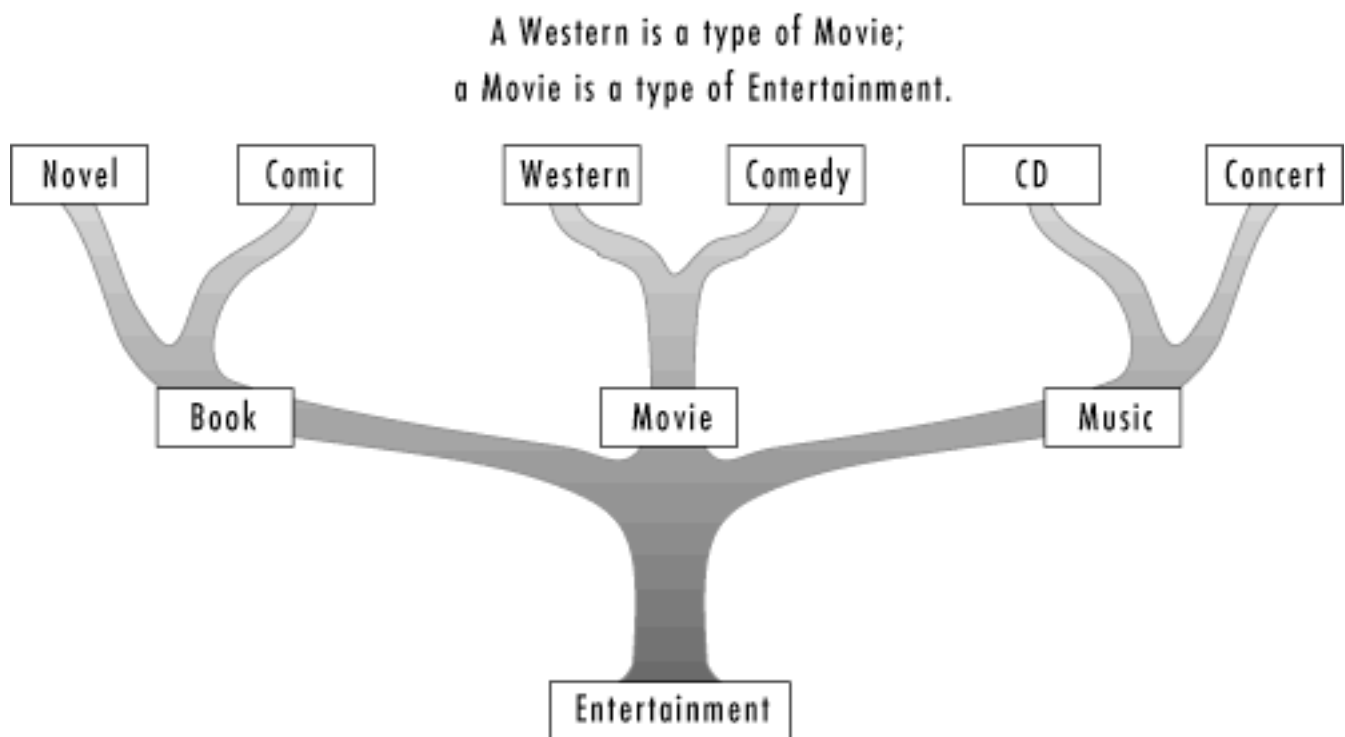 A Western is a type of Movie;
a Movie is a type of Entertainment.
Novel Comic Western Comedy CD Concert
Book Movie Music
Entertainment